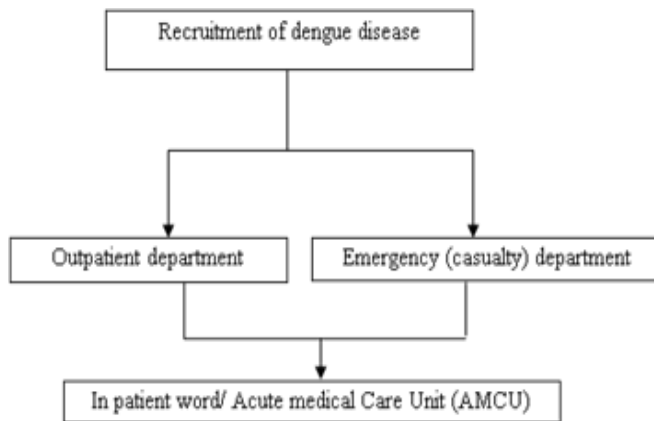 Recruitment of dengue disease
Outpatient department
Emergency (casualty) department
In patient word/ Acute medical Care Unit (AMCU)